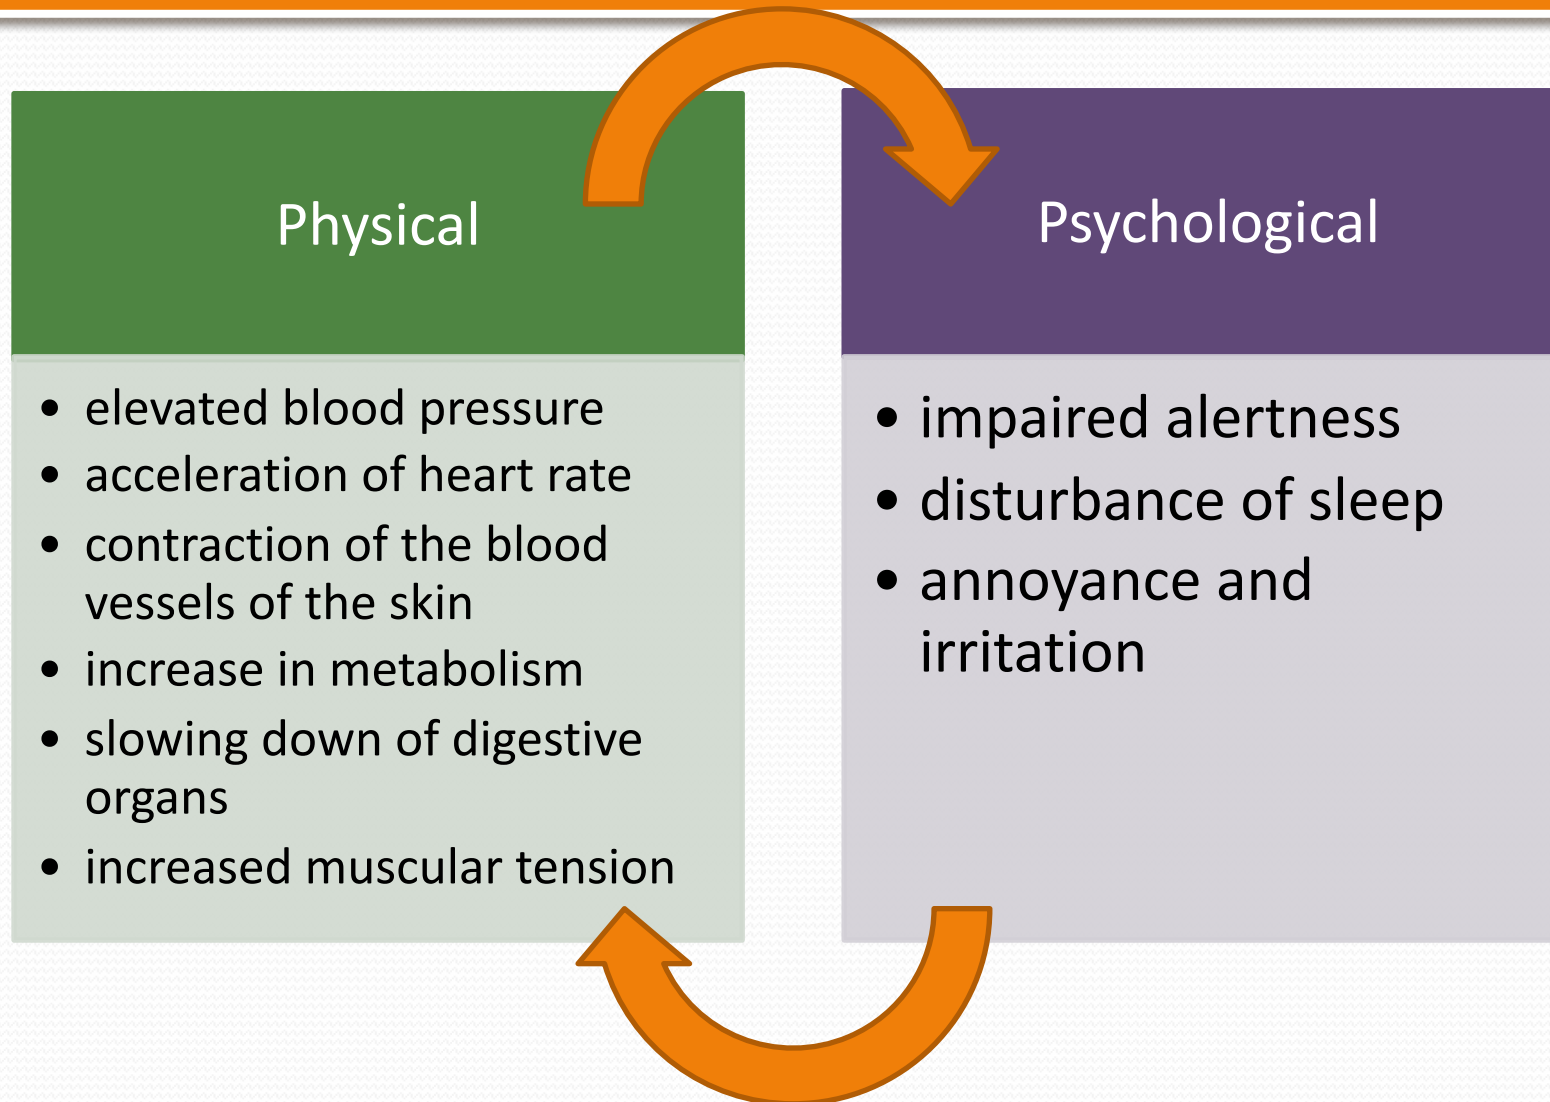 Physical
• elevated blood pressure
• acceleration of heart rate
• contraction of the blood
vessels of the skin
• increase in metabolism
• slowing down of digestive
organs
• increased muscular tension
Psychological
• impaired alertness
• disturbance of sleep
• annoyance and
irritation